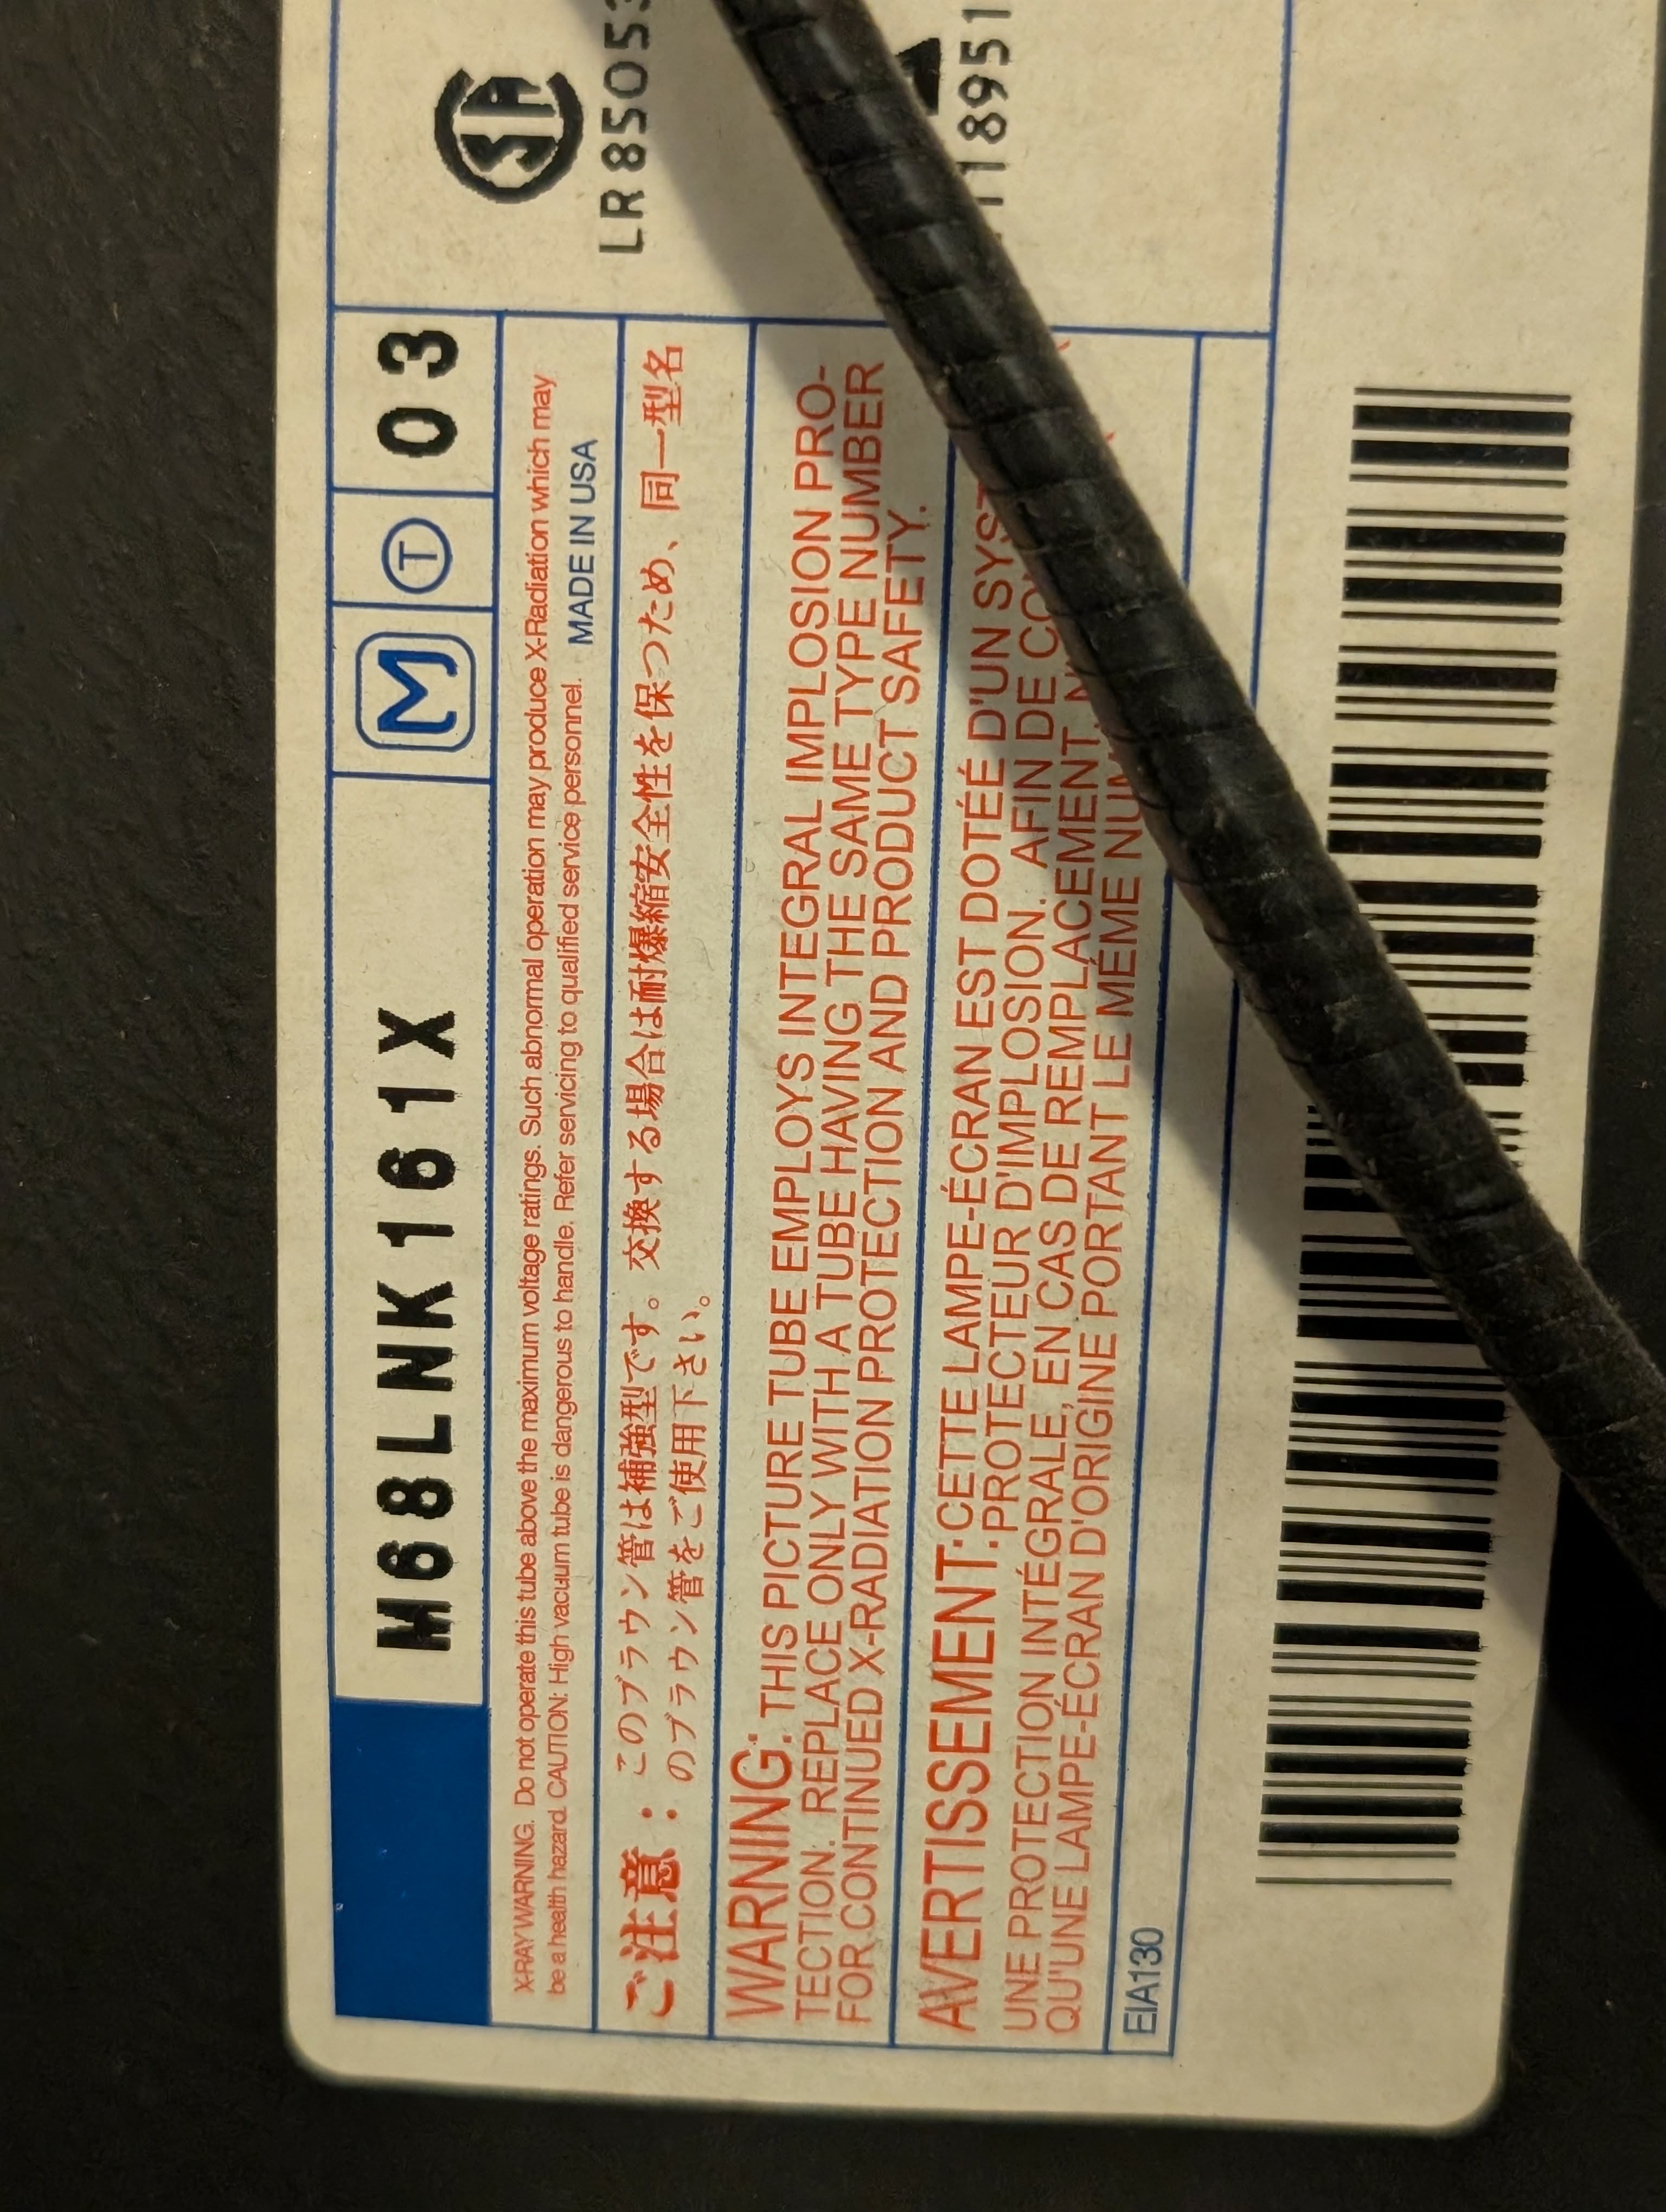 M68LNK161X M T 03
X-RAY WARNING. Do not operate this tube above the maximum voltage ratings. Such abnormal operation may produce X-Radiation which may
be a health hazard. CAUTION: High vacuum tube is dangerous to handle. Refer servicing to qualified service personnel.
MADE IN USA
ご注意： このブラウン管は補強型です。交換する場合は耐爆縮安全性を保つため、同一型名
のブラウン管をご使用下さい。
WARNING: THIS PICTURE TUBE EMPLOYS INTEGRAL IMPLOSION PRO-
TECTION. REPLACE ONLY WITH A TUBE HAVING THE SAME TYPE NUMBER
FOR CONTINUED X-RADIATION PROTECTION AND PRODUCT SAFETY.
AVERTISSEMENT: CETTE LAMPE-ÉCRAN EST DOTÉE D'UN
PROTECTEUR D'IMPLOSION. AFIN DE
UNE PROTECTION INTÉGRALE, EN CAS DE REMPLACEMENT,
QU'UNE LAMPE-ÉCRAN D'ORIGINE PORTANT LE MÉME
EIA130
SA
LR8505
118951